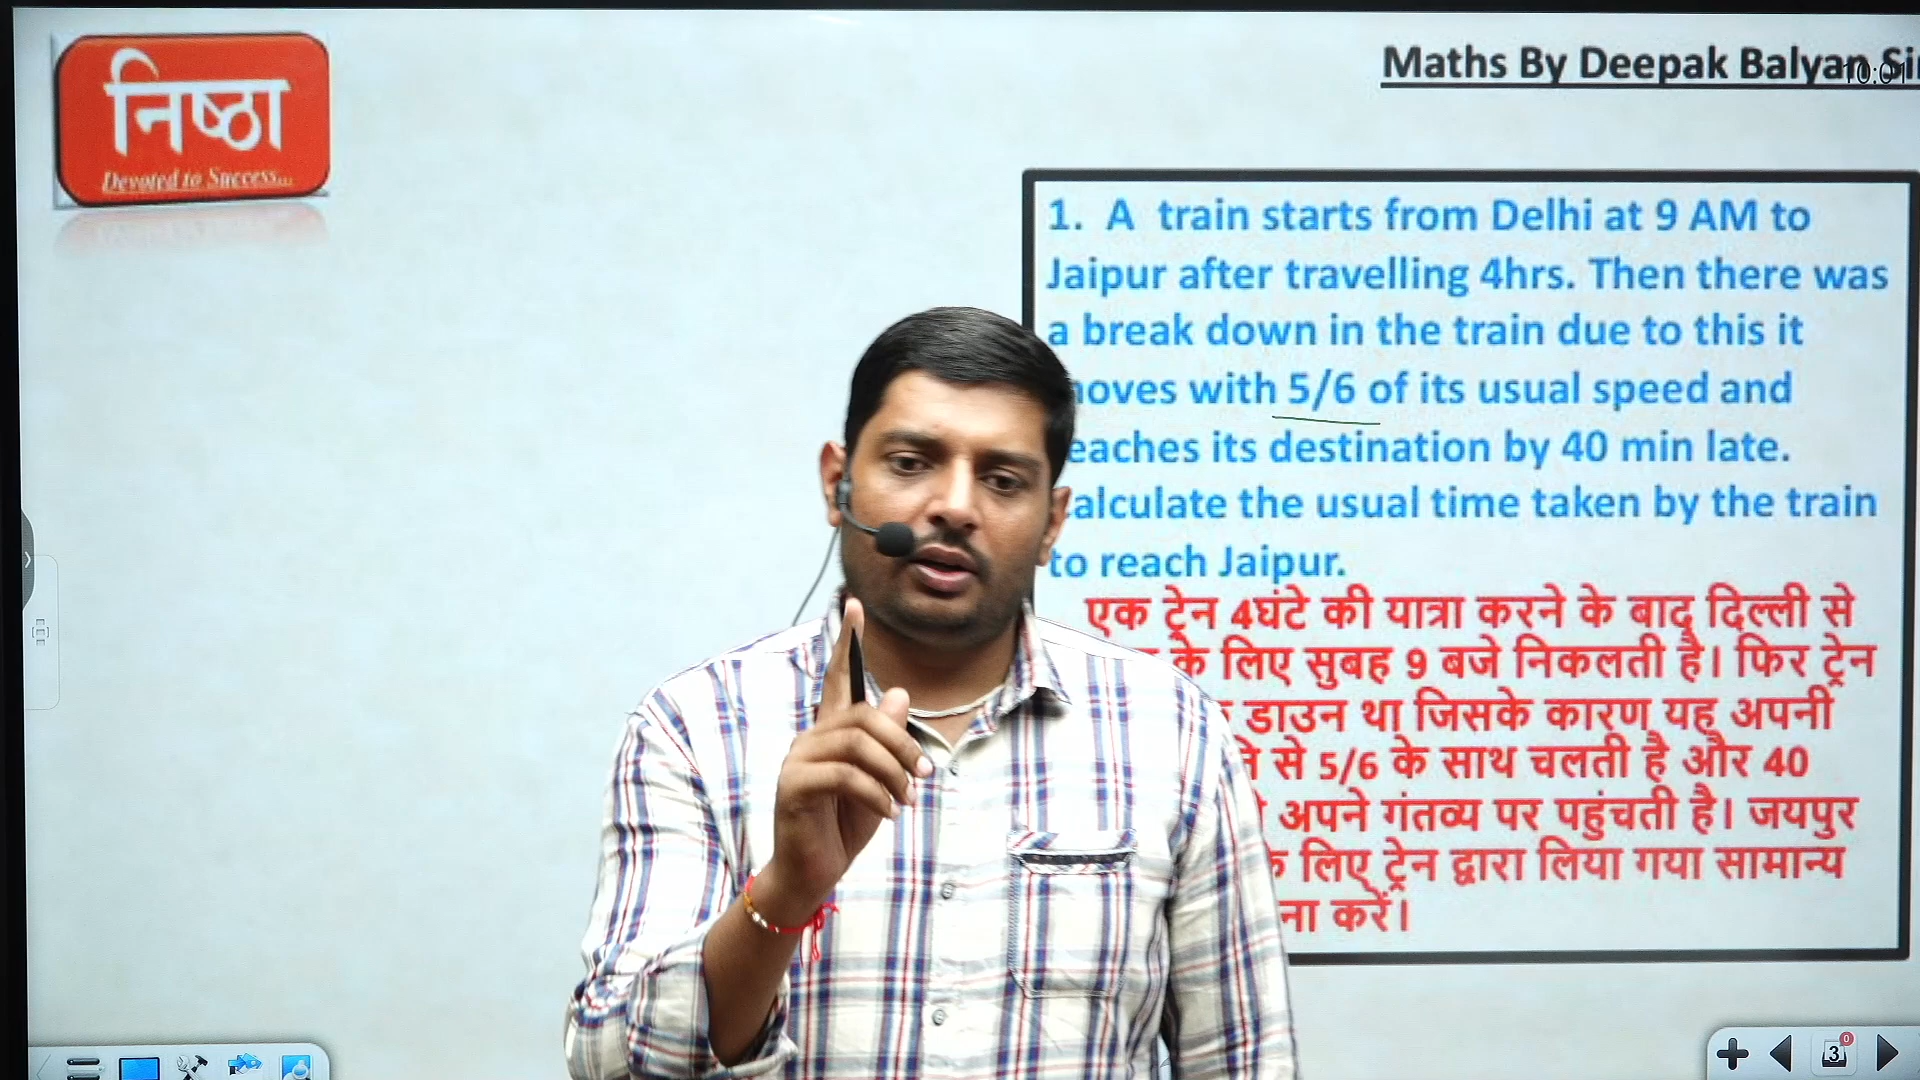 निष्ठा
Devoted to Success...
Maths By Deepak Balyan
10:01
1. A train starts from Delhi at 9 AM to
Jaipur after travelling 4hrs. Then there was
a break down in the train due to this it
with 5/6 of its usual speed and
its destination by 40 min late.
the usual time taken by the train
to reach Jaipur.
एक ट्रेन 4घंटे की यात्रा करने के बाद दिल्ली से
के लिए सुबह 9 बजे निकलती है। फिर ट्रेन
डाउन था जिसके कारण यह अपनी
से 5/6 के साथ चलती है और 40
अपने गंतव्य पर पहुंचती है। जयपुर
लिए ट्रेन द्वारा लिया गया सामान्य
करें।
3
0